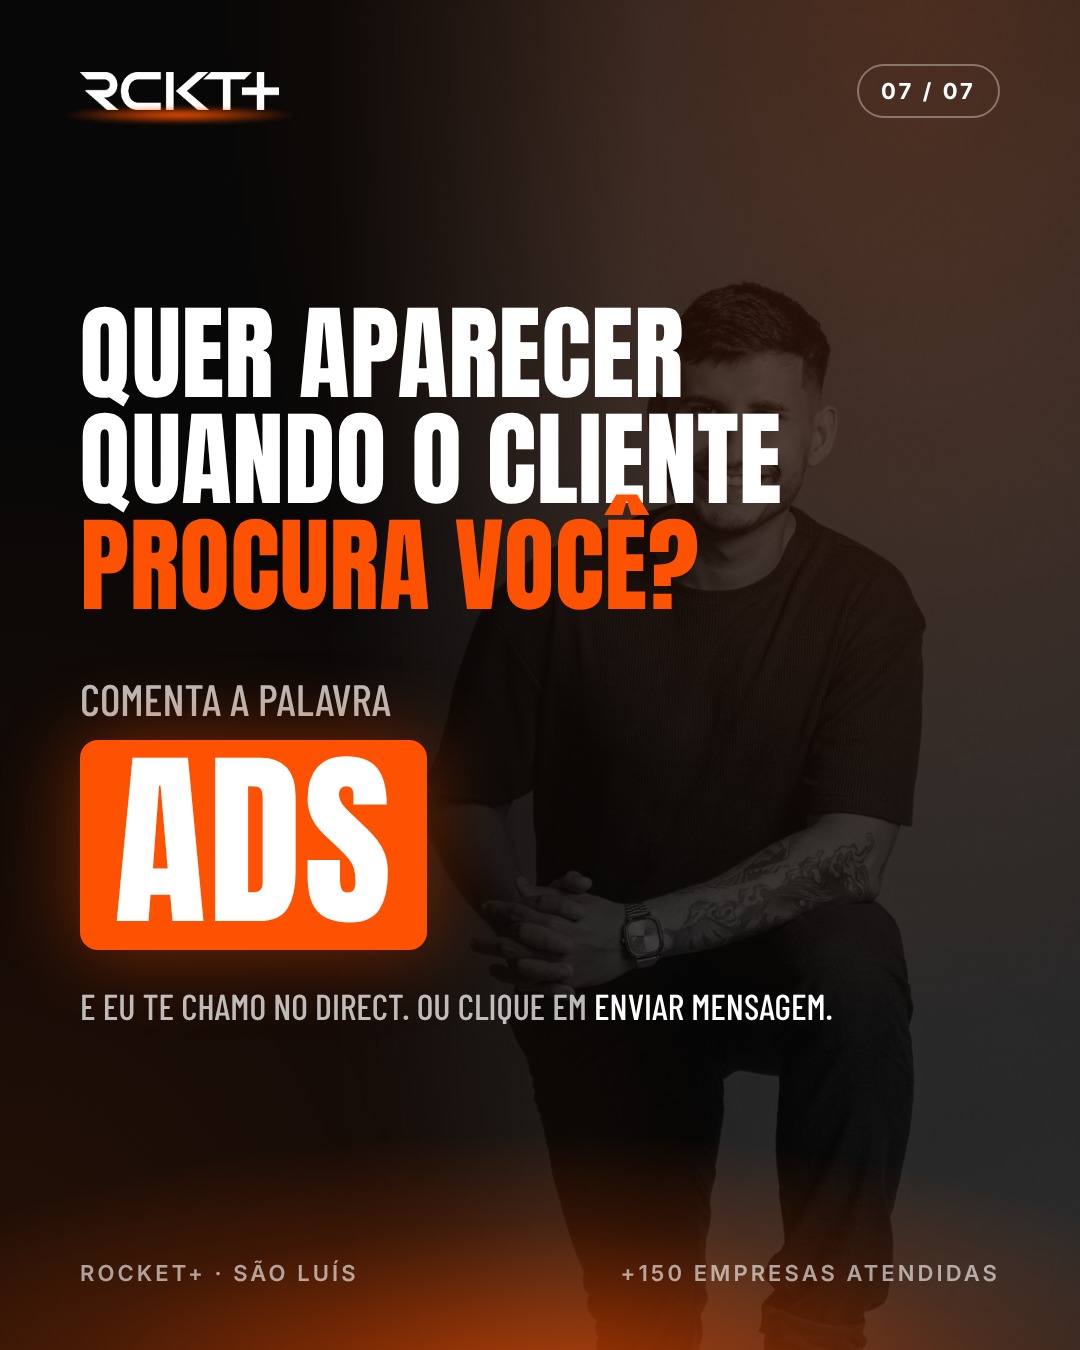 RCKT+
07 / 07
QUER APARECER
QUANDO O CLIENTE
PROCURA VOCÊ?
COMENTA A PALAVRA
ADS
E EU TE CHAMO NO DIRECT. OU CLIQUE EM ENVIAR MENSAGEM.
ROCKET+ · SÃO LUÍS
+150 EMPRESAS ATENDIDAS